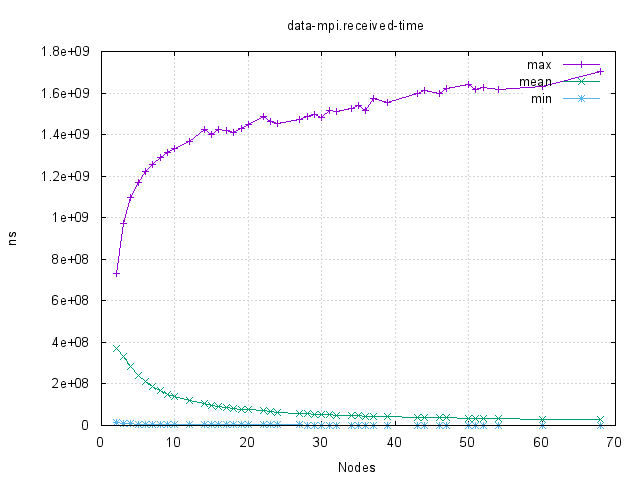 data-mpi.received-time
1.8e+09
1.6e+09
1.4e+09
1.2e+09
1e+09
8e+08
6e+08
4e+08
2e+08
0
ns
max
mean
min
0 10 20 30 40 50 60 70
Nodes